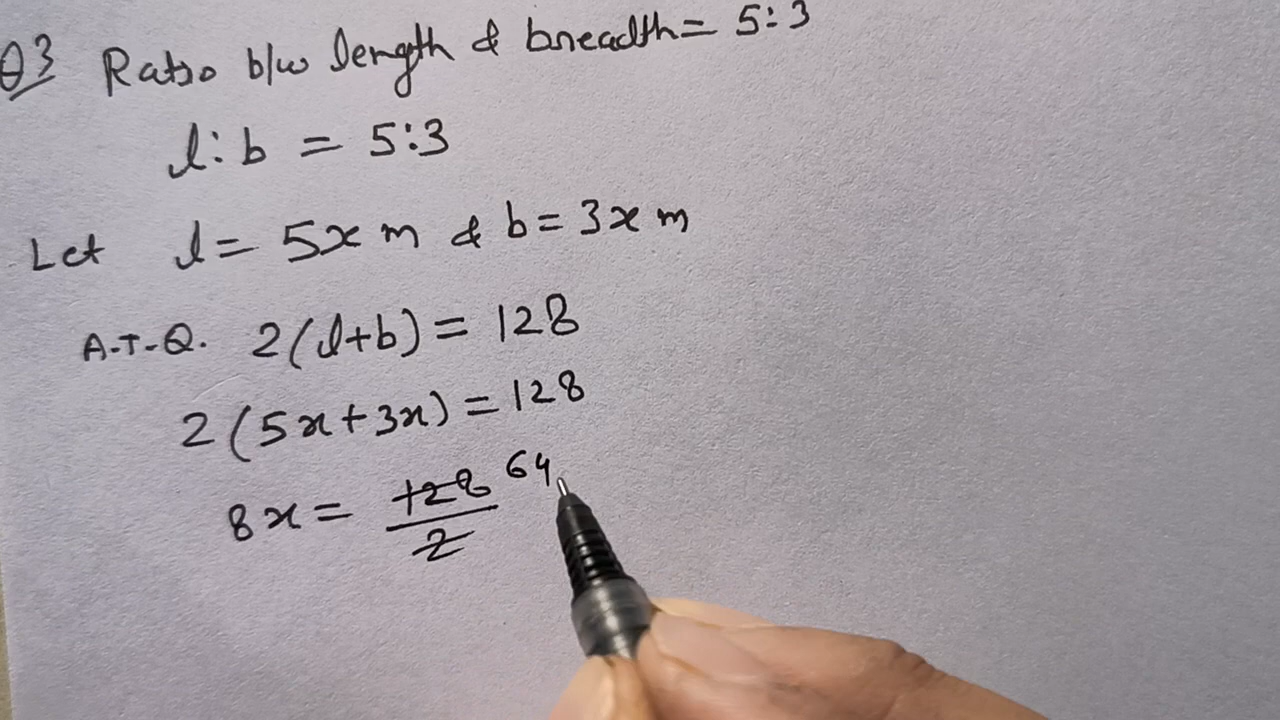 Q3 Ratio b/w length & breadth = 5:3
l:b = 5:3
Let l = 5x m & b = 3x m
A.T.Q. 2(l+b) = 128
2(5x+3x) = 128
8x = 128/2 64